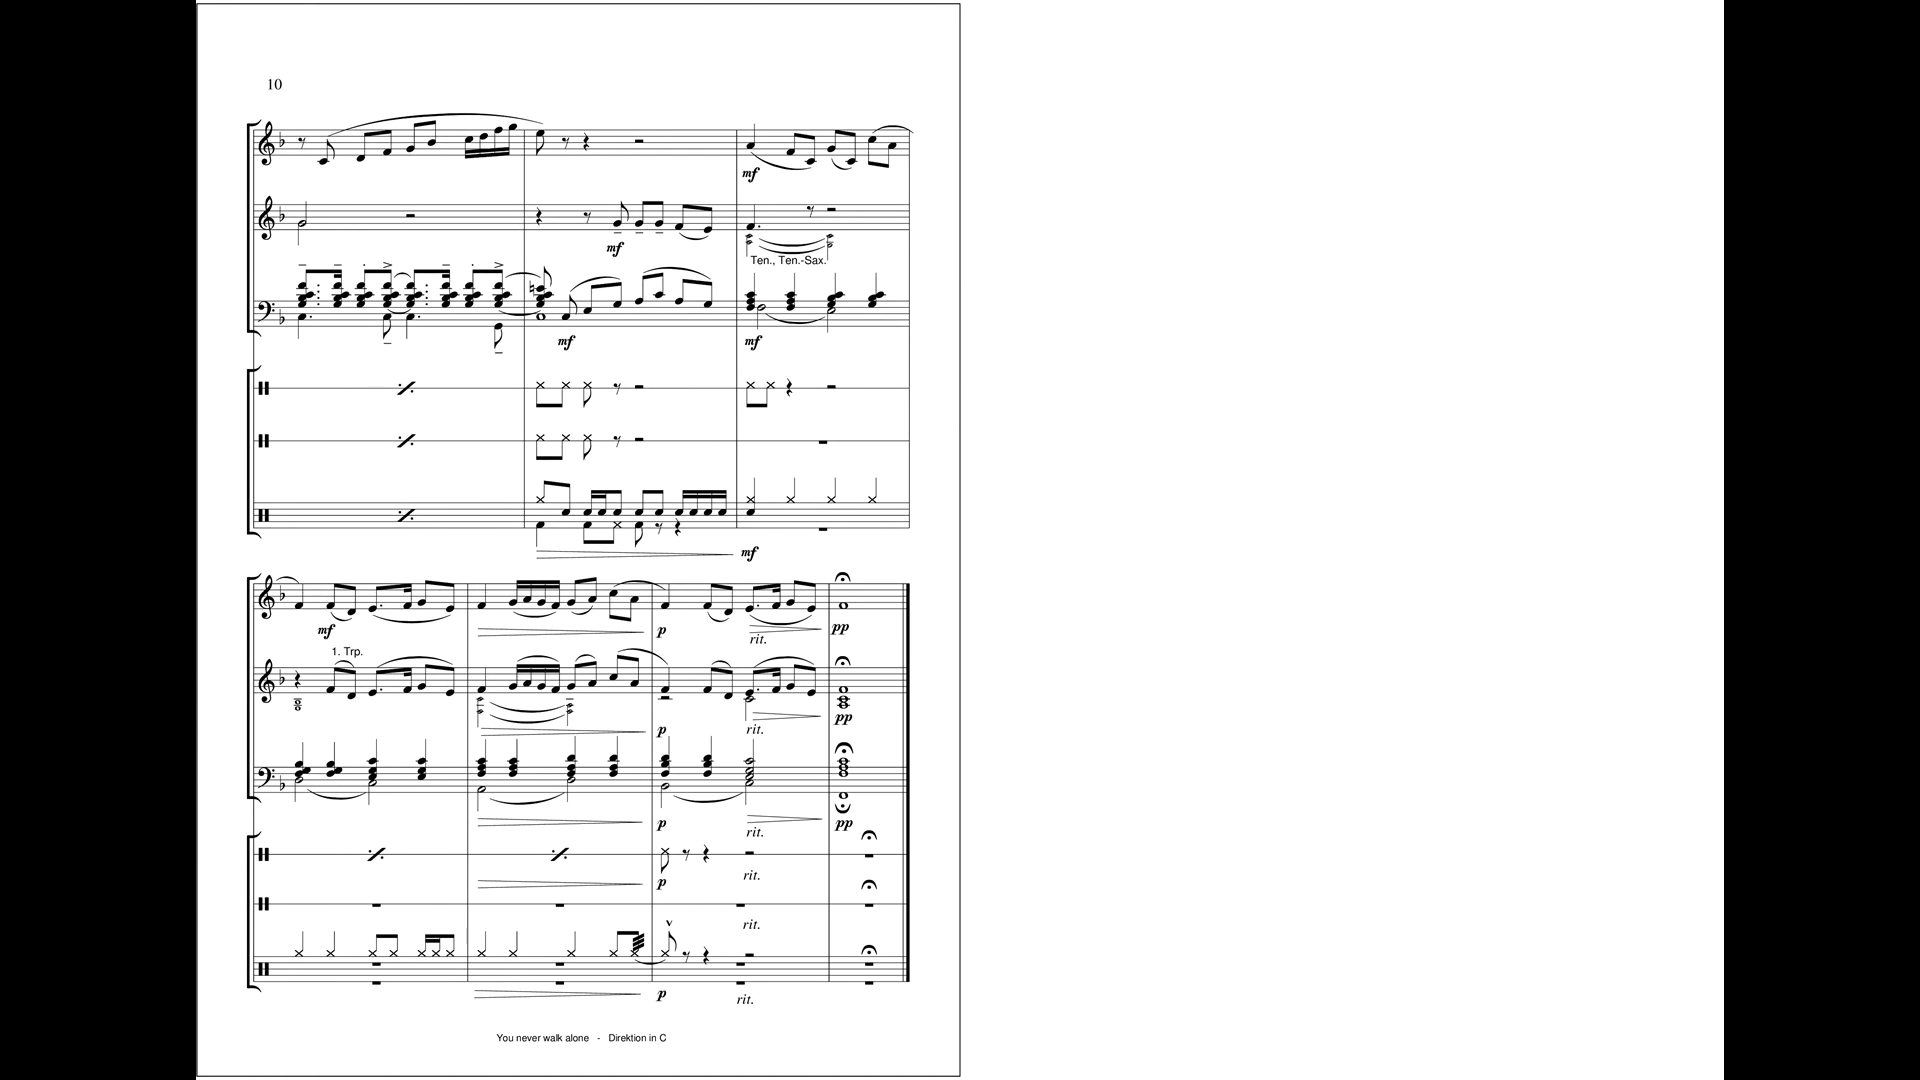 10
mf
mf
Ten., Ten.-Sax.
mf mf
mf
mf p rit. pp
1. Trp.
p rit. pp
p rit. pp
p rit.
rit.
p rit.
You never walk alone - Direktion in C